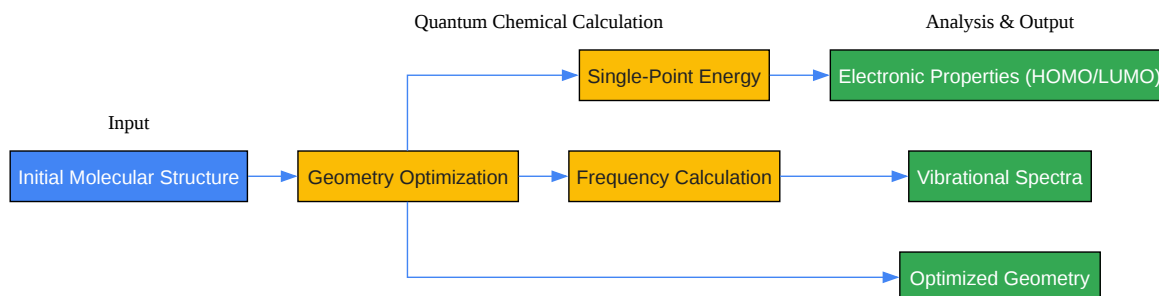 Quantum Chemical Calculation
Analysis & Output
Single-Point Energy
Electronic Properties (HOMO/LUMO)
Input
Initial Molecular Structure
Geometry Optimization
Frequency Calculation
Vibrational Spectra
Optimized Geometry